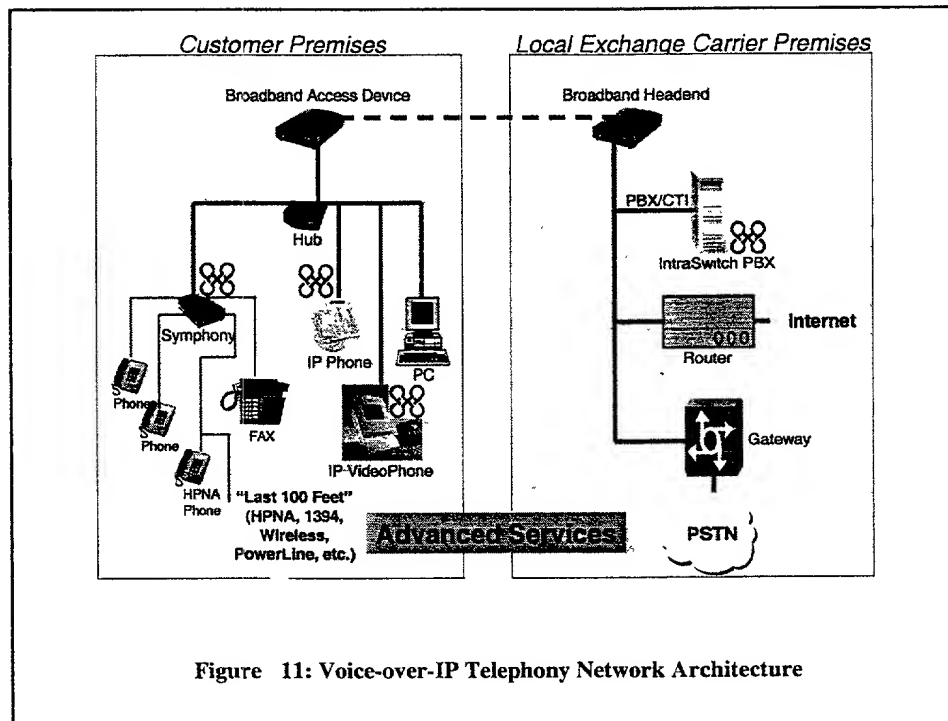 Customer Premises
Local Exchange Carrier Premises
Broadband Access Device
Broadband Headend
PBX/CTI
Hub
IntraSwitch PBX
Symphony
IP Phone
PC
Internet
000
Router
Phone
Phone
FAX
IP-VideoPhone
Gateway
HPNA
Phone
"Last 100 Feet"
(HPNA, 1394,
Wireless,
PowerLine, etc.)
Advanced Services
PSTN
Figure 11: Voice-over-IP Telephony Network Architecture